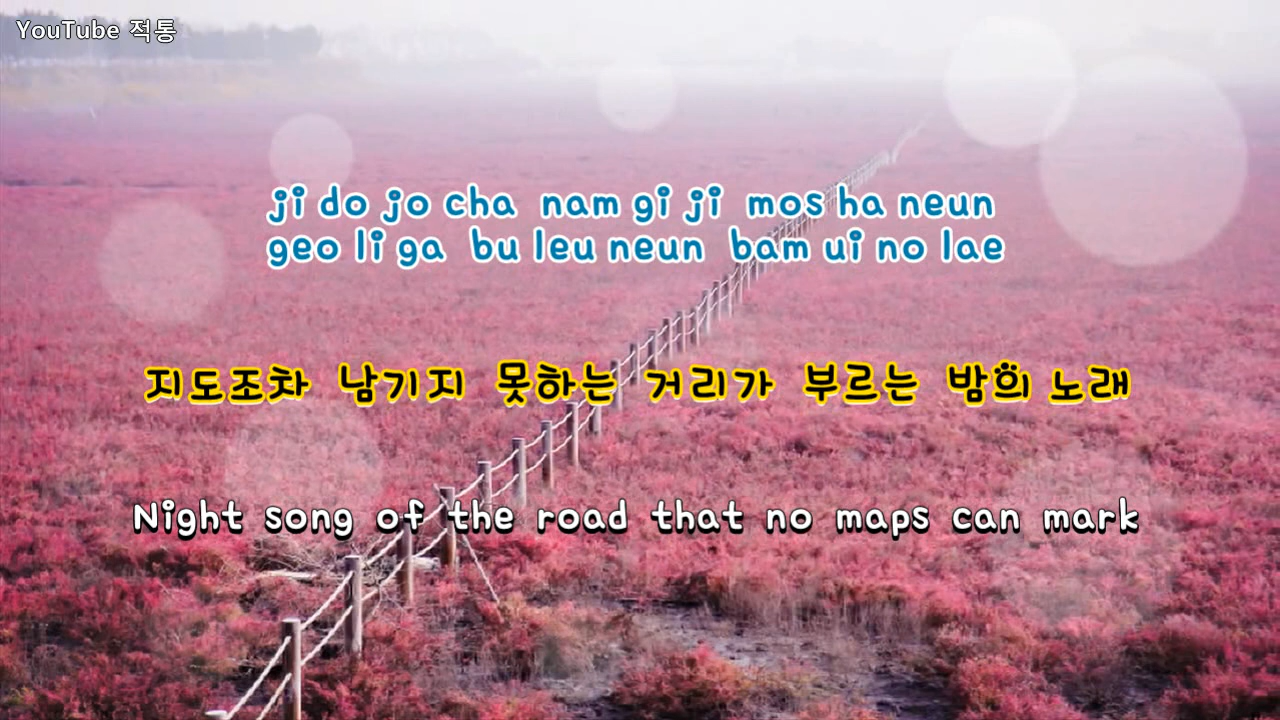 YouTube 적통
ji do jo cha nam gi ji mos ha neun
geo li ga bu leu neun bam ui no lae
지도조차 남기지 못하는 거리가 부르는 밤의 노래
Night song of the road that no maps can mark